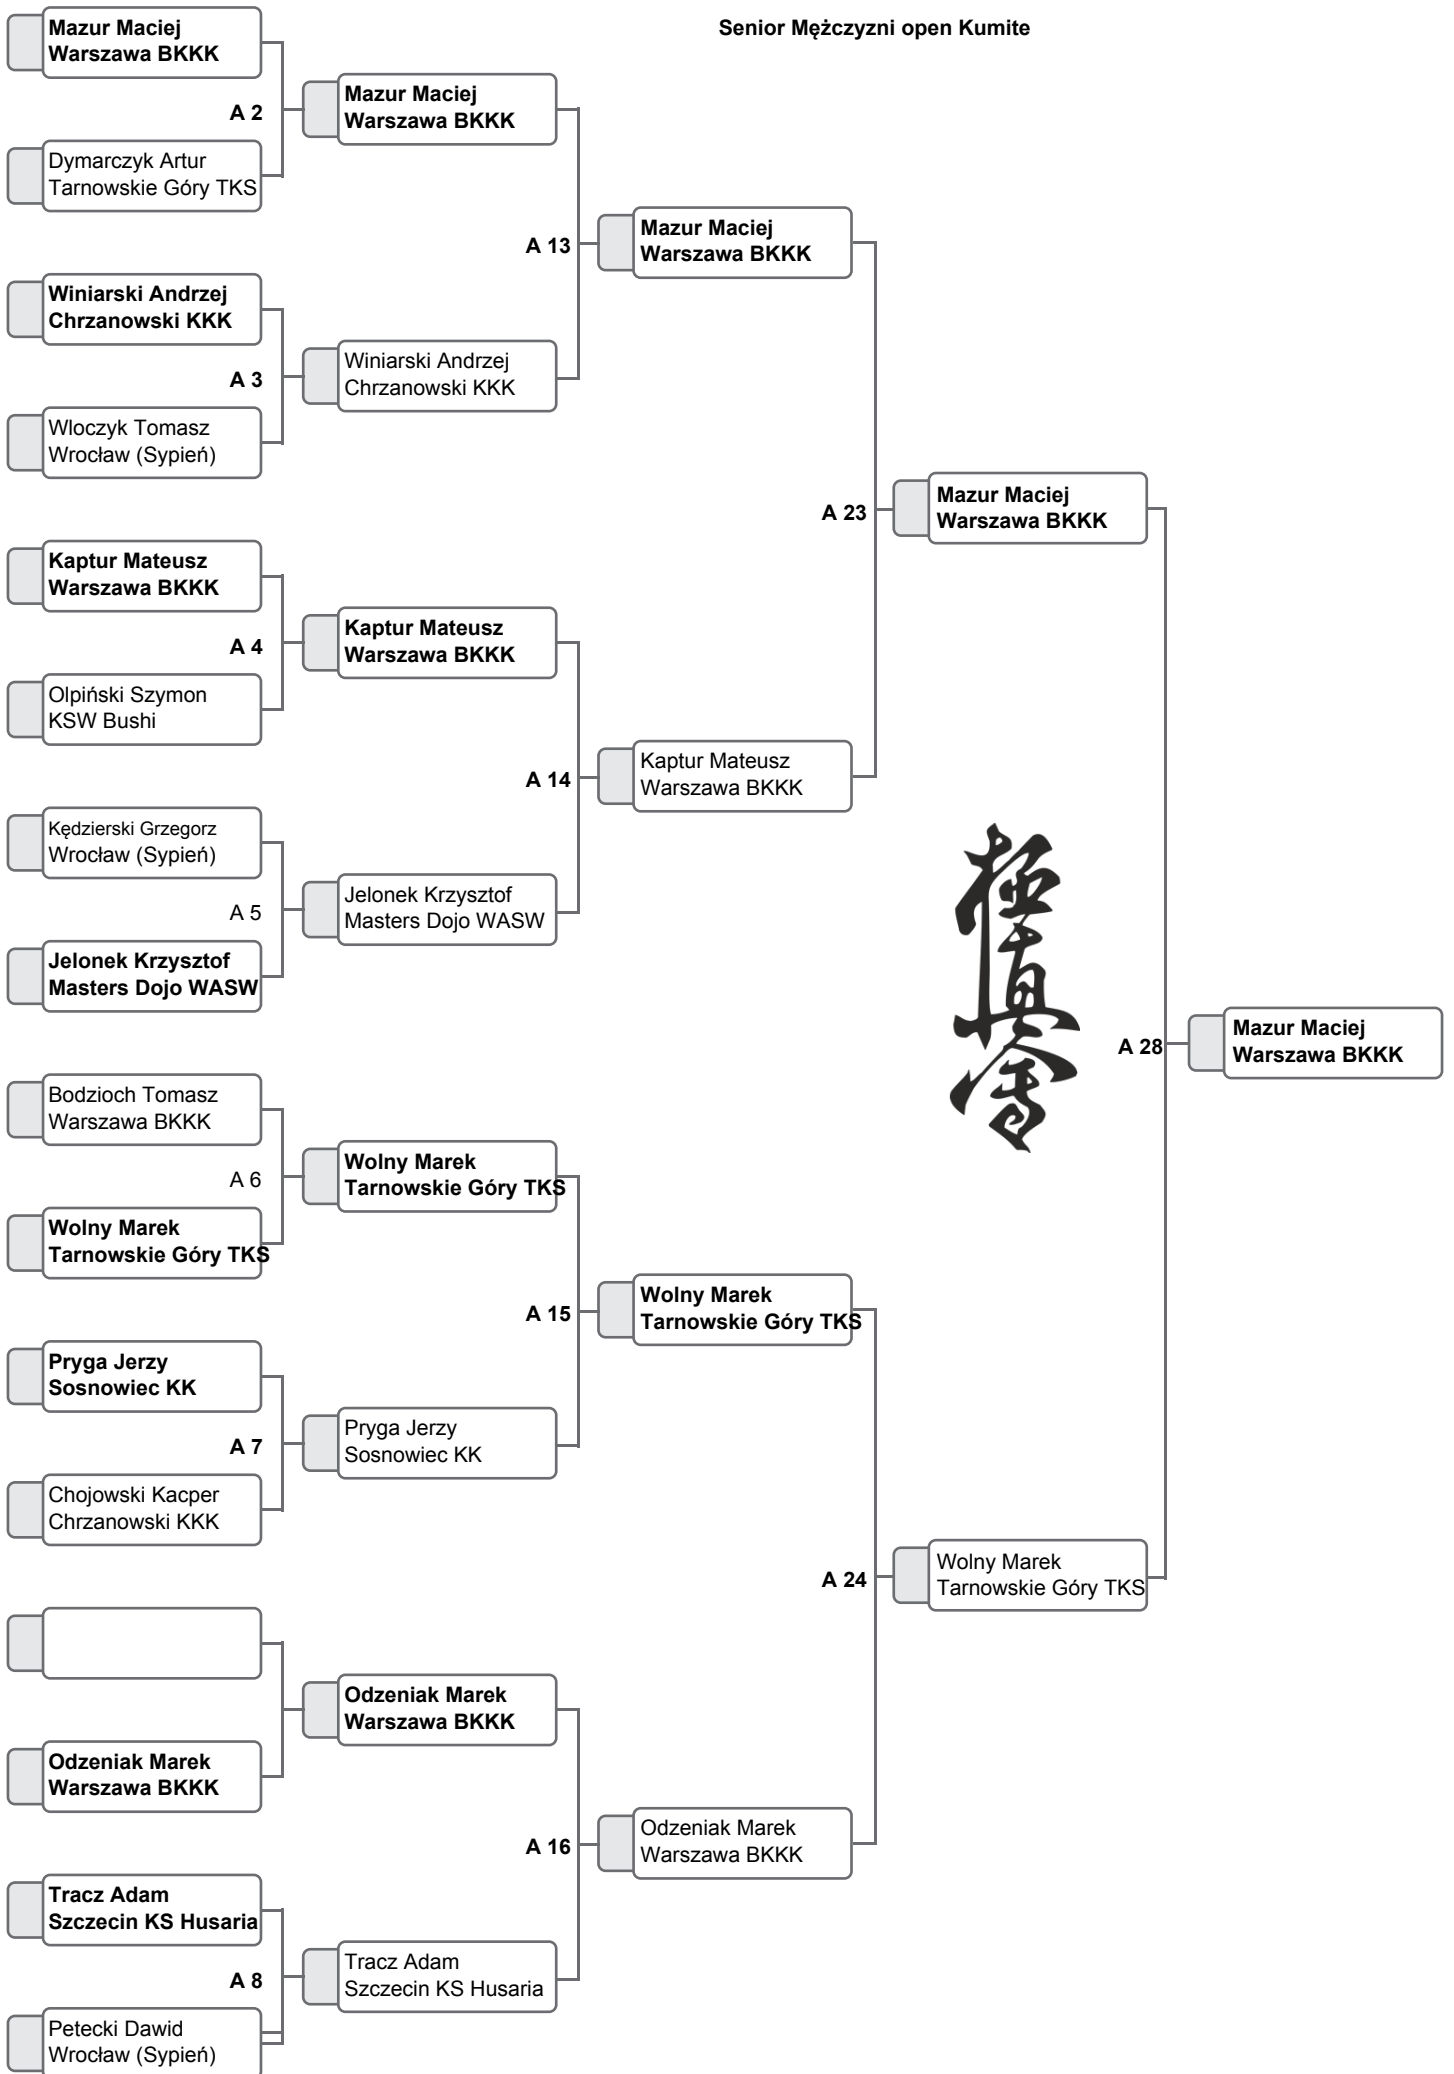 Senior Mężczyzni open Kumite
Mazur Maciej
Warszawa BKKK
A 2
Dymarczyk Artur
Tarnowskie Góry TKS
Winiarski Andrzej
Chrzanowski KKK
A 3
Wloczyk Tomasz
Wrocław (Sypień)
Kaptur Mateusz
Warszawa BKKK
A 4
Olpiński Szymon
KSW Bushi
Kędzierski Grzegorz
Wrocław (Sypień)
A 5
Jelonek Krzysztof
Masters Dojo WASW
Bodzioch Tomasz
Warszawa BKKK
A 6
Wolny Marek
Tarnowskie Góry TKS
Pryga Jerzy
Sosnowiec KK
A 7
Chojowski Kacper
Chrzanowski KKK
Odzeniak Marek
Warszawa BKKK
Tracz Adam
Szczecin KS Husaria
A 8
Petecki Dawid
Wrocław (Sypień)
Mazur Maciej
Warszawa BKKK
A 13
Winiarski Andrzej
Chrzanowski KKK
Kaptur Mateusz
Warszawa BKKK
A 14
Jelonek Krzysztof
Masters Dojo WASW
Wolny Marek
Tarnowskie Góry TKS
A 15
Pryga Jerzy
Sosnowiec KK
Odzeniak Marek
Warszawa BKKK
A 16
Tracz Adam
Szczecin KS Husaria
Mazur Maciej
Warszawa BKKK
A 23
Kaptur Mateusz
Warszawa BKKK
Wolny Marek
Tarnowskie Góry TKS
A 24
Odzeniak Marek
Warszawa BKKK
Mazur Maciej
Warszawa BKKK
極真会
A 28
Wolny Marek
Tarnowskie Góry TKS
Mazur Maciej
Warszawa BKKK